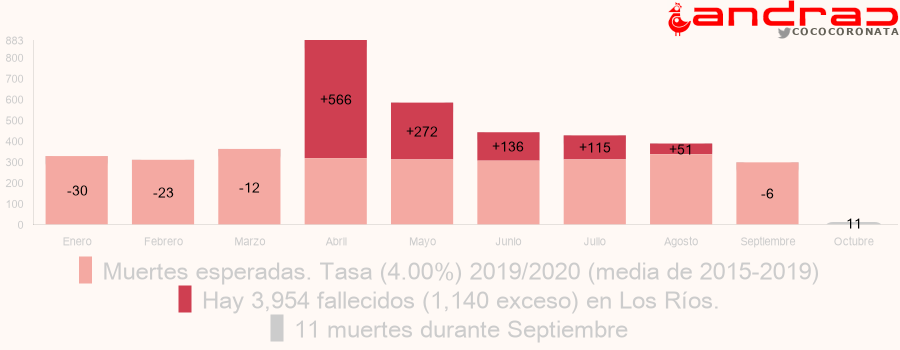 andrac
COCOCORONATA
883
800
700
600
500
400
300
200
100
0
-30
-23
-12
+566
+272
+136
+115
+51
-6
11
Enero
Febrero
Marzo
Abril
Mayo
Junio
Julio
Agosto
Septiembre
Octubre
Muertes esperadas. Tasa (4.00%) 2019/2020 (media de 2015-2019)
Hay 3,954 fallecidos (1,140 exceso) en Los Ríos.
11 muertes durante Septiembre